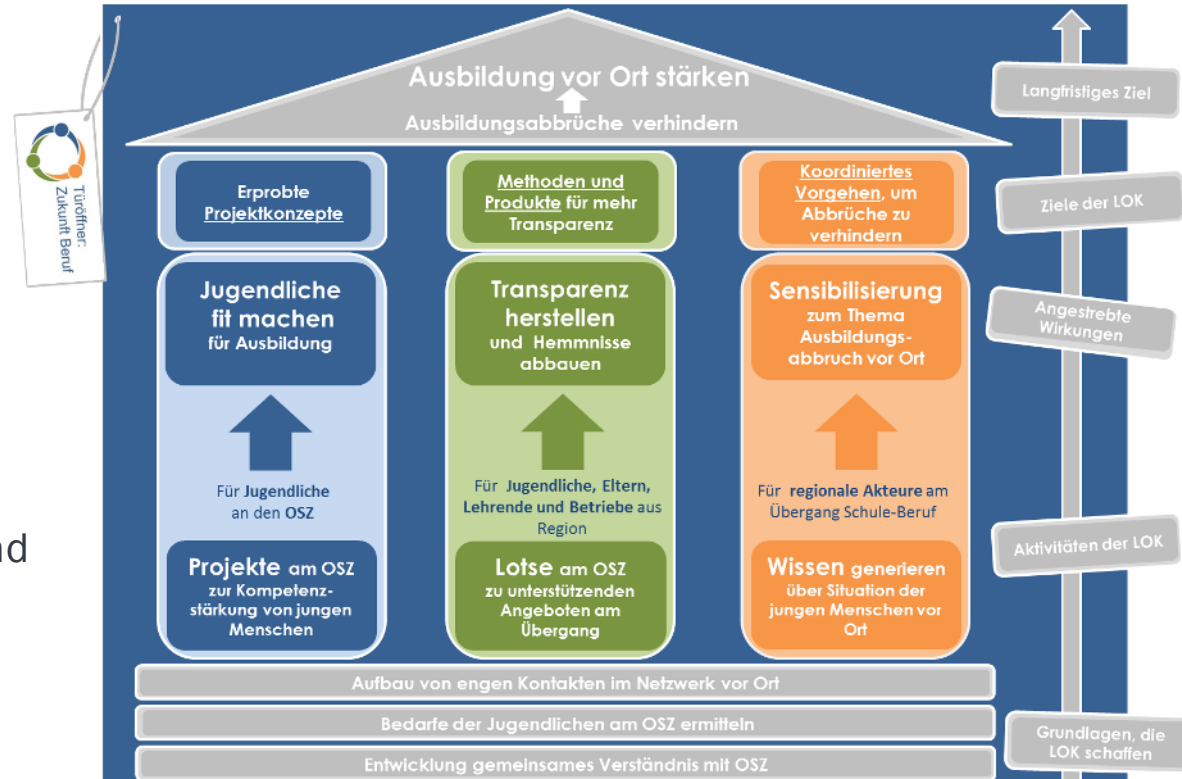 Türöffner:
Zukunft Beruf
nd
Ausbildung vor Ort stärken
Ausbildungsabbrüche verhindern
Erprobte
Projektkonzepte
Methoden und
Produkte für mehr
Transparenz
Koordiniertes
Vorgehen, um
Abbrüche zu
verhindern
Jugendliche
fit machen
für Ausbildung
Transparenz
herstellen
und Hemmnisse
abbauen
Sensibilisierung
zum Thema
Ausbildungs-
abbruch vor Ort
Für Jugendliche
an den OSZ
Für Jugendliche, Eltern,
Lehrende und Betriebe aus
Region
Für regionale Akteure am
Übergang Schule-Beruf
Projekte am OSZ
zur Kompetenz-
stärkung von jungen
Menschen
Lotse am OSZ
zu unterstützenden
Angeboten am
Übergang
Wissen generieren
über Situation der
jungen Menschen vor
Ort
Aufbau von engen Kontakten im Netzwerk vor Ort
Bedarfe der Jugendlichen am OSZ ermitteln
Entwicklung gemeinsames Verständnis mit OSZ
Langfristiges Ziel
Ziele der LOK
Angestrebte
Wirkungen
Aktivitäten der LOK
Grundlagen, die
LOK schaffen